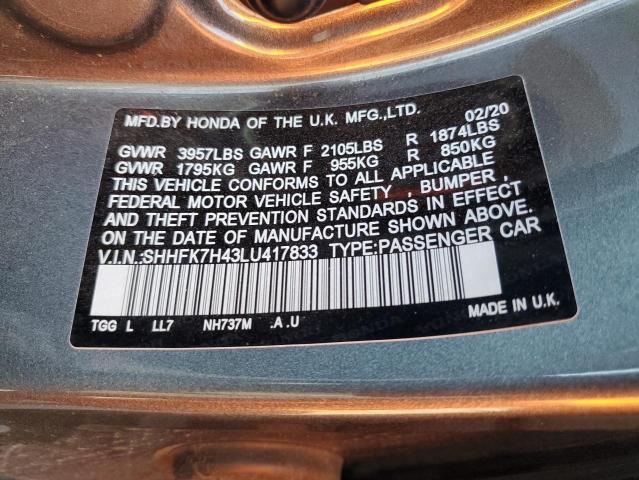 MFD.BY HONDA OF THE U.K. MFG.,LTD. 02/20
GVWR 3957LBS GAWR F 2105LBS R 1874LBS
GVWR 1795KG GAWR F 955KG R 850KG
THIS VEHICLE CONFORMS TO ALL APPLICABLE
FEDERAL MOTOR VEHICLE SAFETY , BUMPER ,
AND THEFT PREVENTION STANDARDS IN EFFECT
ON THE DATE OF MANUFACTURE SHOWN ABOVE.
V.I.N.:SHHFK7H43LU417833 TYPE:PASSENGER CAR
TGG L LL7 NH737M .A .U MADE IN U.K.